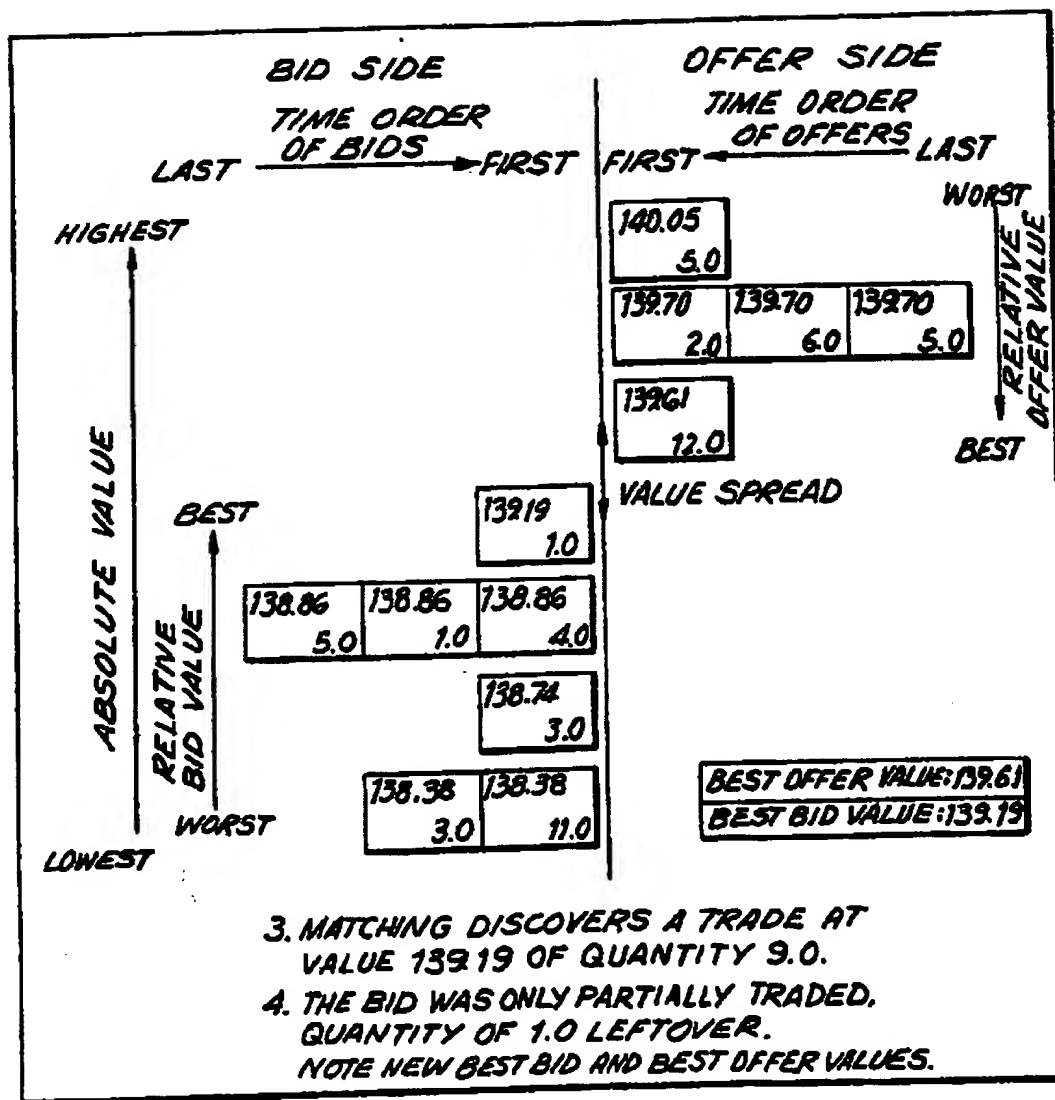 BID SIDE
OFFER SIDE
TIME ORDER
OF BIDS
TIME ORDER
OF OFFERS
LAST
FIRST
FIRST
LAST
HIGHEST
WORST
140.05
5.0
139.70
2.0
139.70
6.0
139.70
5.0
RELATIVE
OFFER VALUE
139.61
12.0
BEST
VALUE SPREAD
ABSOLUTE VALUE
BEST
139.19
1.0
RELATIVE
BID VALUE
138.86
5.0
138.86
1.0
138.86
4.0
138.74
3.0
138.38
3.0
138.38
11.0
WORST
LOWEST
BEST OFFER VALUE:139.61
BEST BID VALUE:139.19
3. MATCHING DISCOVERS A TRADE AT
VALUE 139.19 OF QUANTITY 9.0.
4. THE BID WAS ONLY PARTIALLY TRADED.
QUANTITY OF 1.0 LEFTOVER.
NOTE NEW BEST BID AND BEST OFFER VALUES.